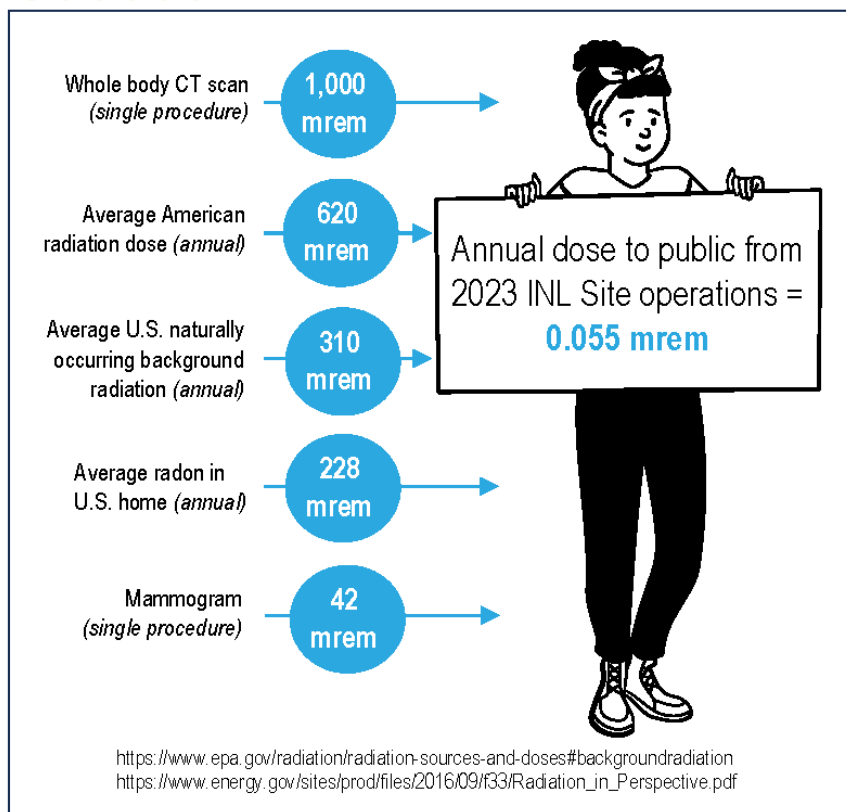 Whole body CT scan
(single procedure)
1,000
mrem
Average American
radiation dose (annual)
620
mrem
Average U.S. naturally
occurring background
radiation (annual)
310
mrem
Average radon in
U.S. home (annual)
228
mrem
Mammogram
(single procedure)
42
mrem
Annual dose to public from
2023 INL Site operations =
0.055 mrem
https://www.epa.gov/radiation/radiation-sources-and-doses#backgroundradiation
https://www.energy.gov/sites/prod/files/2016/09/f33/Radiation_in_Perspective.pdf